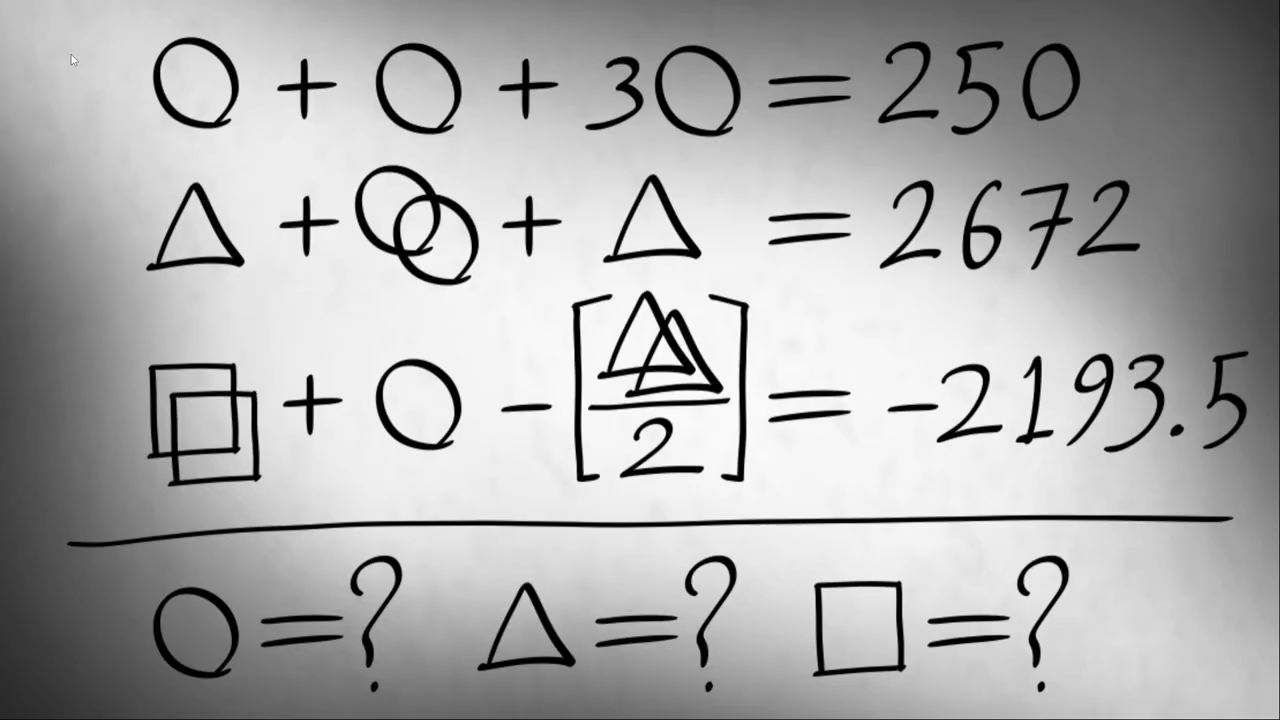 ○ + ○ + 3○ = 250
△ + ○○ + △ = 2672
□□ + ○ - [△△/2] = -2193.5
○=? △=? □=?